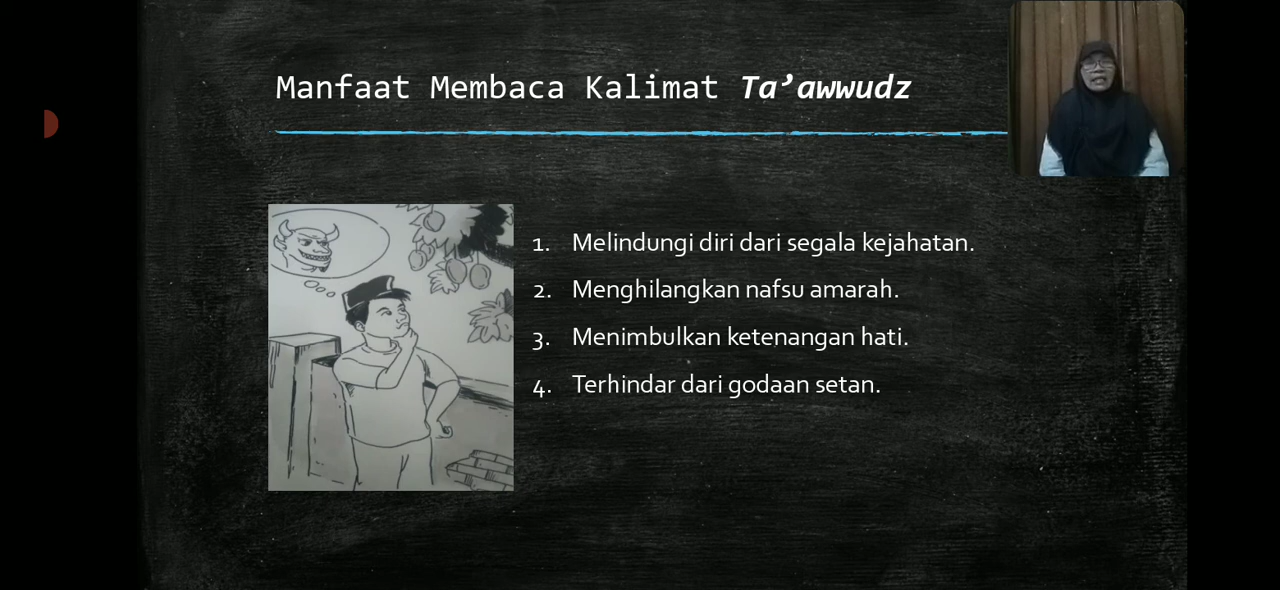 Manfaat Membaca Kalimat Ta’awwudz
1. Melindungi diri dari segala kejahatan.
2. Menghilangkan nafsu amarah.
3. Menimbulkan ketenangan hati.
4. Terhindar dari godaan setan.